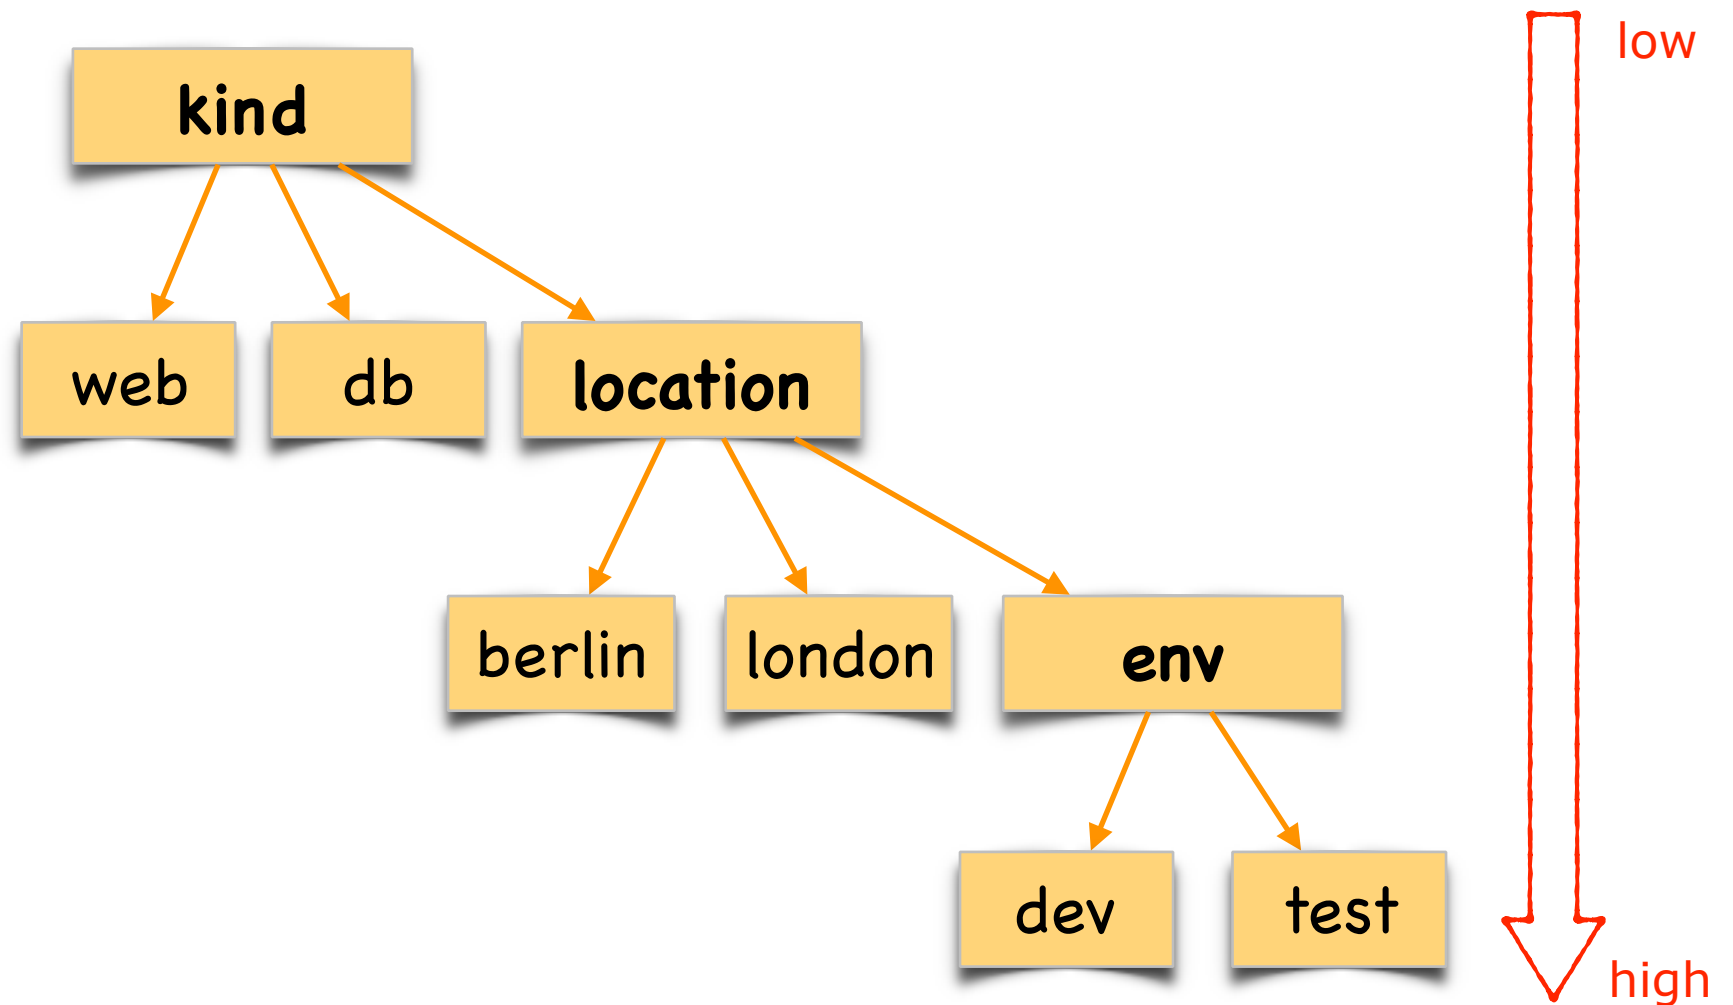 low
kind
web
db
location
berlin
london
env
dev
test
high